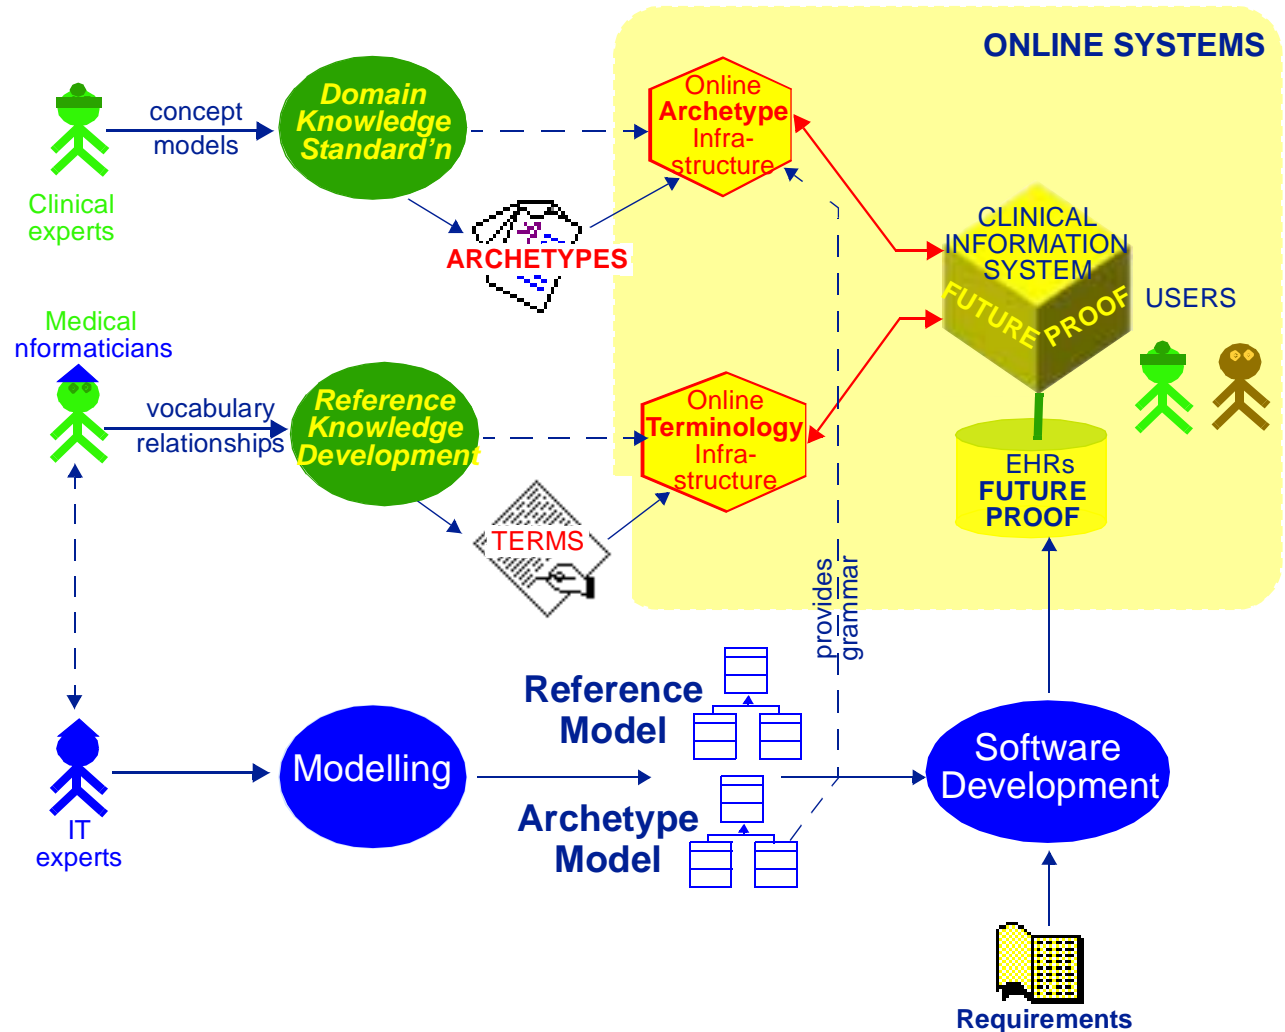 ONLINE SYSTEMS
concept
models
Clinical
experts
Domain
Knowledge
Standard'n
ARCHETYPES
Online
Archetype
Infra-
structure
CLINICAL
INFORMATION
SYSTEM
FUTURE PROOF
USERS
Medical
nformaticians
vocabulary
relationships
Reference
Knowledge
Development
TERMS
Online
Terminology
Infra-
structure
EHRs
FUTURE
PROOF
provides
grammar
IT
experts
Modelling
Reference
Model
Archetype
Model
Software
Development
Requirements